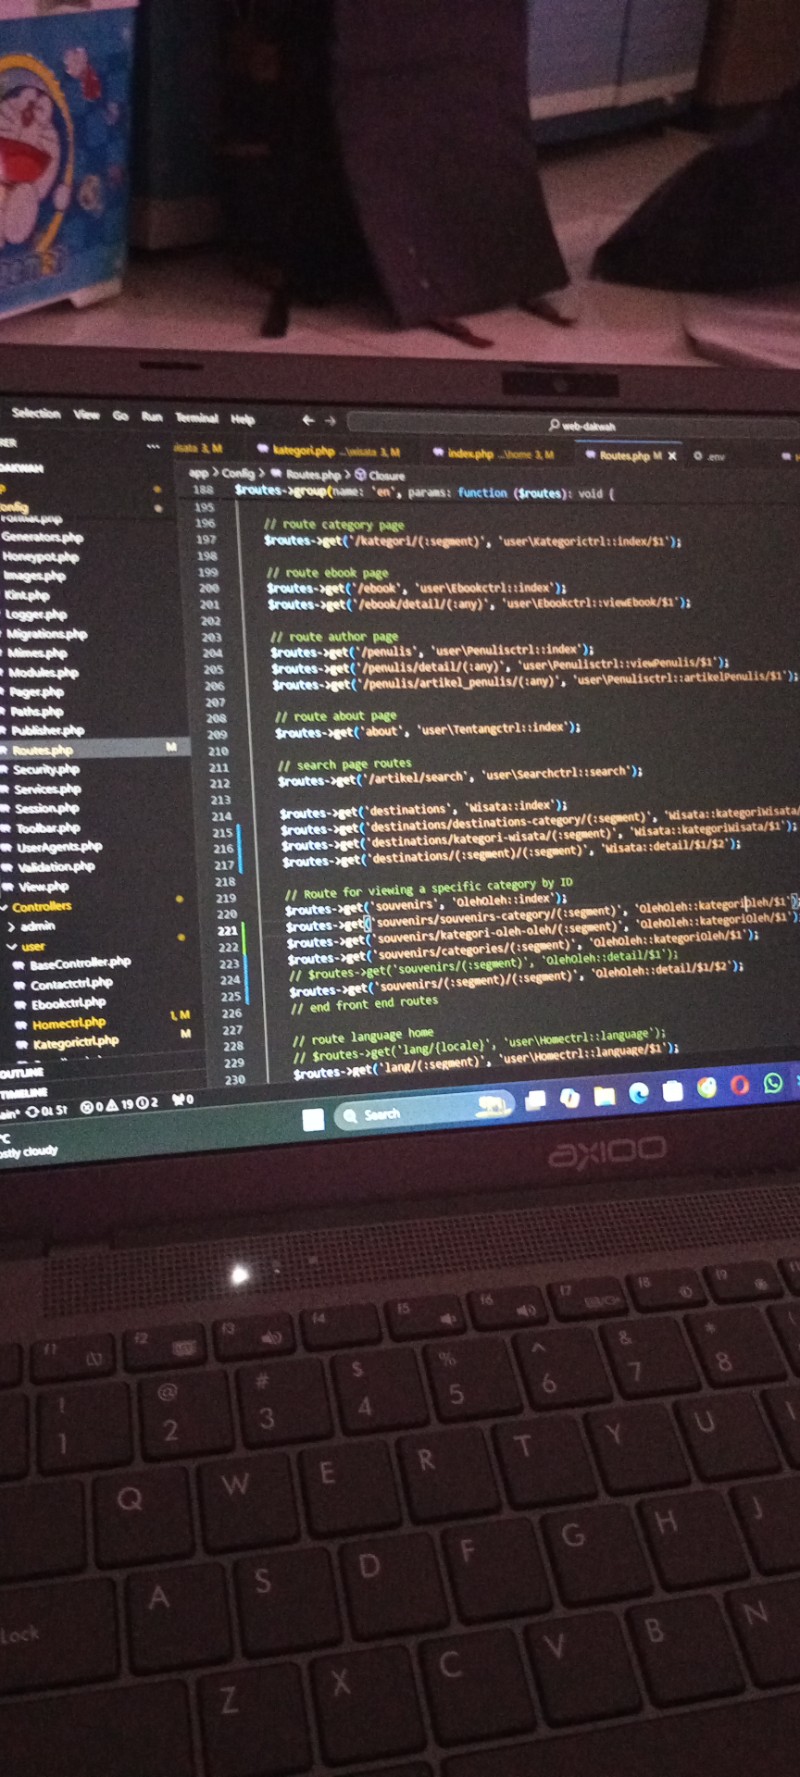 Selection View Go Run Terminal Help
web-dakwah
kategori.php ...\wisata 3, M
index.php ...\home 3, M
Routes.php M
.env
app > Config > Routes.php > Closure
188 $routes->group(name: 'en', params: function ($routes): void {
195
196 // route category page
197 $routes->get('/kategori/(:segment)', 'user\Kategorictrl::index/$1');
198
199 // route ebook page
200 $routes->get('/ebook', 'user\Ebookctrl::index');
201 $routes->get('/ebook/detail/(:any)', 'user\Ebookctrl::viewEbook/$1');
202
203 // route author page
204 $routes->get('/penulis', 'user\Penulisctrl::index');
205 $routes->get('/penulis/detail/(:any)', 'user\Penulisctrl::viewPenulis/$1');
206 $routes->get('/penulis/artikel_penulis/(:any)', 'user\Penulisctrl::artikelPenulis/$1');
207
208 // route about page
209 $routes->get('about', 'user\Tentangctrl::index');
210
211 // search page routes
212 $routes->get('/artikel/search', 'user\Searchctrl::search');
213
214 $routes->get('destinations', 'Wisata::index');
215 $routes->get('destinations/destinations-category/(:segment)', 'Wisata::kategoriWisata/
216 $routes->get('destinations/kategori-wisata/(:segment)', 'Wisata::kategoriWisata/$1');
217 $routes->get('destinations/(:segment)/(:segment)', 'Wisata::detail/$1/$2');
218
219 // Route for viewing a specific category by ID
220 $routes->get('souvenirs', 'OlehOleh::index');
221 $routes->get('souvenirs/souvenirs-category/(:segment)', 'OlehOleh::kategoriOleh/$1');
222 $routes->get('souvenirs/kategori-oleh-oleh/(:segment)', 'OlehOleh::kategoriOleh/$1');
223 $routes->get('souvenirs/categories/(:segment)', 'OlehOleh::kategoriOleh/$1');
224 // $routes->get('souvenirs/(:segment)', 'OlehOleh::detail/$1');
225 $routes->get('souvenirs/(:segment)/(:segment)', 'OlehOleh::detail/$1/$2');
226 // end front end routes
227
228 // route language home
229 // $routes->get('lang/{locale}', 'user\Homectrl::language');
230 $routes->get('lang/(:segment)', 'user\Homectrl::language/$1');
Generators.php
Honeypot.php
Images.php
Kint.php
Logger.php
Migrations.php
Mimes.php
Modules.php
Pager.php
Paths.php
Publisher.php
Routes.php M
Security.php
Services.php
Session.php
Toolbar.php
UserAgents.php
Validation.php
View.php
Controllers
admin
user
BaseController.php
Contactctrl.php
Ebookctrl.php
Homectrl.php 1, M
Kategorictrl.php M
OUTLINE
TIMELINE
0 19 2 0
Search
AXIOO
f1 f2 f3 f4 f5 f6 f7 f8 f9
! @ # $ % ^ & *
1 2 3 4 5 6 7 8
Q W E R T Y U
A S D F G H J
Lock
Z X C V B N